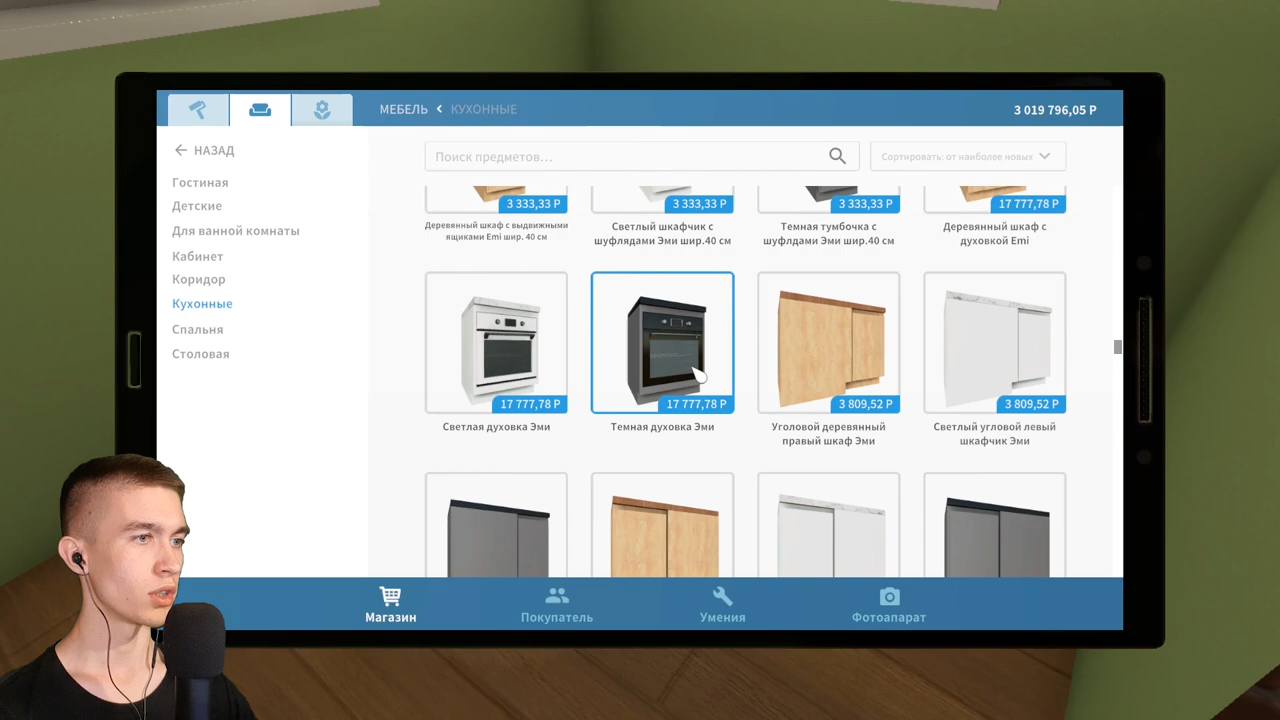 МЕБЕЛЬ < КУХОННЫЕ
3 019 796,05 Р
НАЗАД
Гостиная
Детские
Для ванной комнаты
Кабинет
Коридор
Кухонные
Спальня
Столовая
Поиск предметов...
Сортировать: от наиболее новых
3 333,33 Р
3 333,33 Р
3 333,33 Р
17 777,78 Р
Деревянный шкаф с выдвижными
ящиками Emi шир. 40 см
Светлый шкафчик с
шуфлядами Эми шир.40 см
Темная тумбочка с
шуфлдами Эми шир.40 см
Деревянный шкаф с
духовкой Emi
17 777,78 Р
17 777,78 Р
3 809,52 Р
3 809,52 Р
Светлая духовка Эми
Темная духовка Эми
Уголовой деревянный
правый шкаф Эми
Светлый угловой левый
шкафчик Эми
Магазин
Покупатель
Умения
Фотоаппарат